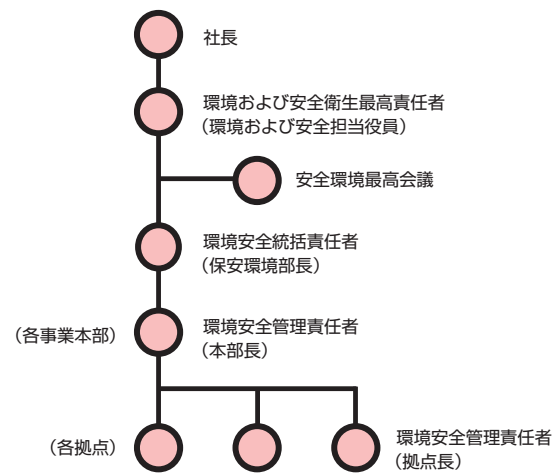 社長
環境および安全衛生最高責任者
（環境および安全担当役員）
安全環境最高会議
環境安全統括責任者
（保安環境部長）
（各事業本部）
環境安全管理責任者
（本部長）
（各拠点）
環境安全管理責任者
（拠点長）